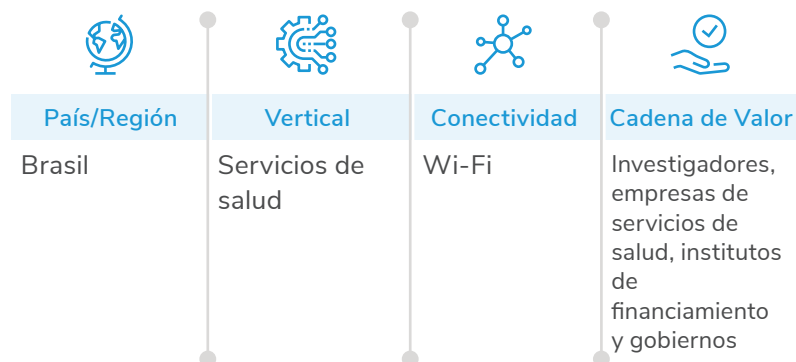 País/Región
Vertical
Conectividad
Cadena de Valor
Brasil
Servicios de
salud
Wi-Fi
Investigadores,
empresas de
servicios de
salud, institutos
de
financiamiento
y gobiernos